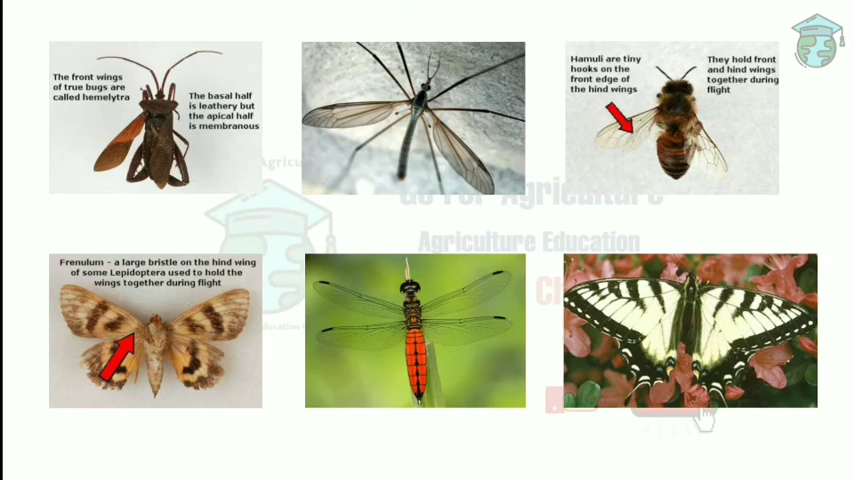 The front wings
of true bugs are
called hemelytra
The basal half
is leathery but
the apical half
is membranous
Hamuli are tiny
hooks on the
front edge of
the hind wings
They hold front
and hind wings
together during
flight
Agriculture
Agriculture Education
Frenulum - a large bristle on the hind wing
of some Lepidoptera used to hold the
wings together during flight